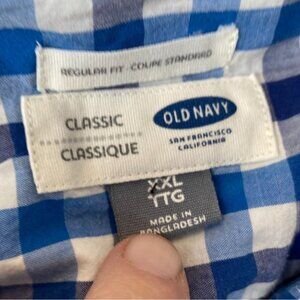 REGULAR FIT · COUPE STANDARD
CLASSIC
CLASSIQUE
OLD NAVY
SAN FRANCISCO
CALIFORNIA
XXL
TTG
MADE IN
BANGLADESH